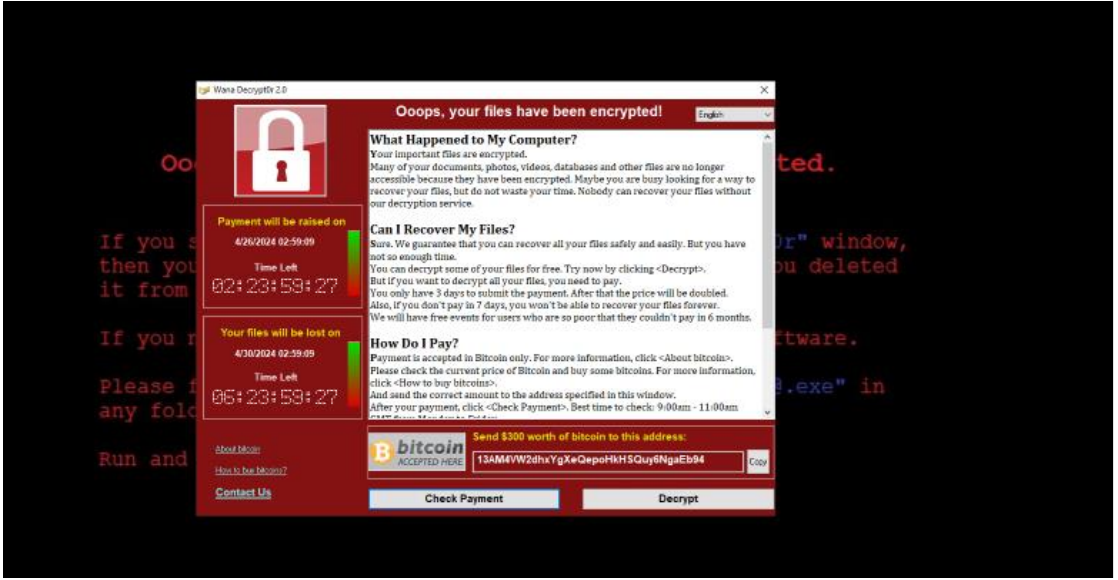 Wana Decrypt0r 2.0
Ooops, your files have been encrypted!
English
What Happened to My Computer?
Your important files are encrypted.
Many of your documents, photos, videos, databases and other files are no longer
accessible because they have been encrypted. Maybe you are busy looking for a way to
recover your files, but do not waste your time. Nobody can recover your files without
our decryption service.
Can I Recover My Files?
Sure. We guarantee that you can recover all your files safely and easily. But you have
not so enough time.
You can decrypt some of your files for free. Try now by clicking <Decrypt>.
But if you want to decrypt all your files, you need to pay.
You only have 3 days to submit the payment. After that the price will be doubled.
Also, if you don't pay in 7 days, you won't be able to recover your files forever.
We will have free events for users who are so poor that they couldn't pay in 6 months.
How Do I Pay?
Payment is accepted in Bitcoin only. For more information, click <About bitcoin>.
Please check the current price of Bitcoin and buy some bitcoins. For more information,
click <How to buy bitcoins>.
And send the correct amount to the address specified in this window.
After your payment, click <Check Payment>. Best time to check: 9:00am - 11:00am
GMT from Monday to Friday
Payment will be raised on
4/26/2024 02:59:09
Time Left
02:23:59:27
Your files will be lost on
4/30/2024 02:59:09
Time Left
06:23:59:27
About bitcoin
How to buy bitcoins?
Contact Us
bitcoin
ACCEPTED HERE
Send $300 worth of bitcoin to this address:
13AM4VW2dhxYgXeQepoHkHSQuy6NgaEb94
Copy
Check Payment
Decrypt
Oo ted.
If you s r" window,
then you u deleted
it from
If you r tware.
Please f .exe" in
any fold
Run and